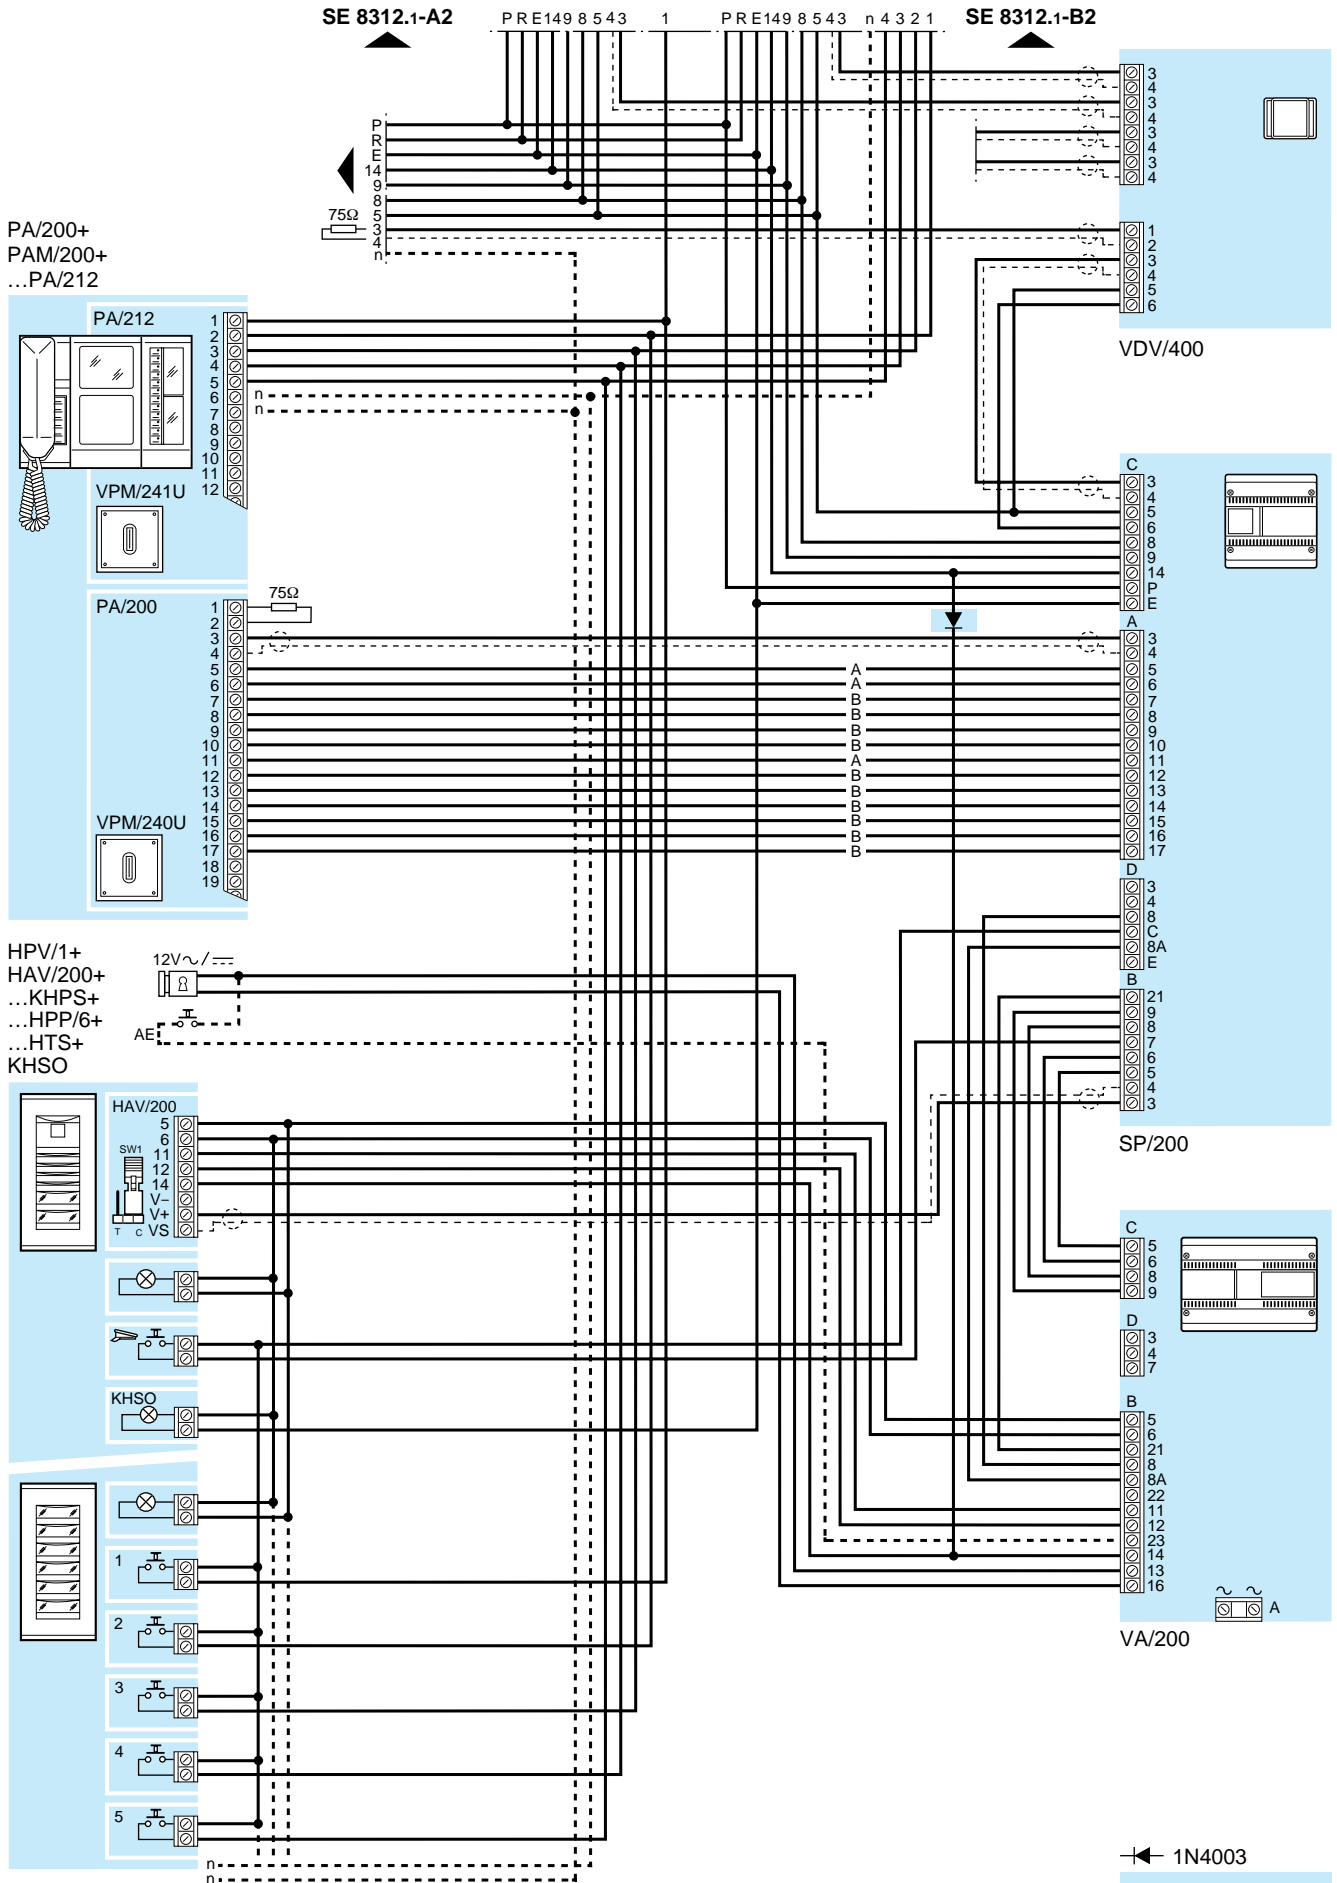 SE 8312.1-A2
P R E 14 9 8 5 4 3 1 P R E 14 9 8 5 4 3 n 4 3 2 1
SE 8312.1-B2
P
R
E
14
9
8
5
3
4
n
75Ω
3
4
3
4
3
4
3
4
1
2
3
4
5
6
VDV/400
PA/200+
PAM/200+
...PA/212
PA/212
1
2
3
4
5
6
7
8
9
10
11
12
n
n
VPM/241U
PA/200
75Ω
1
2
3
4
5
6
7
8
9
10
11
12
13
14
15
16
17
18
19
VPM/240U
A
A
B
B
B
B
A
B
B
B
B
B
B
C
3
4
5
6
8
9
14
P
E
A
3
4
5
6
7
8
9
10
11
12
13
14
15
16
17
D
3
4
8
C
8A
E
B
21
9
8
7
6
5
4
3
SP/200
HPV/1+
HAV/200+
...KHPS+
...HPP/6+
...HTS+
KHSO
12V
AE
HAV/200
5
6
11
12
14
V–
V+
VS
SW1
T C
KHSO
1
2
3
4
5
n
n
C
5
6
8
9
D
3
4
7
B
5
6
21
8
8A
22
11
12
23
14
13
16
A
VA/200
1N4003